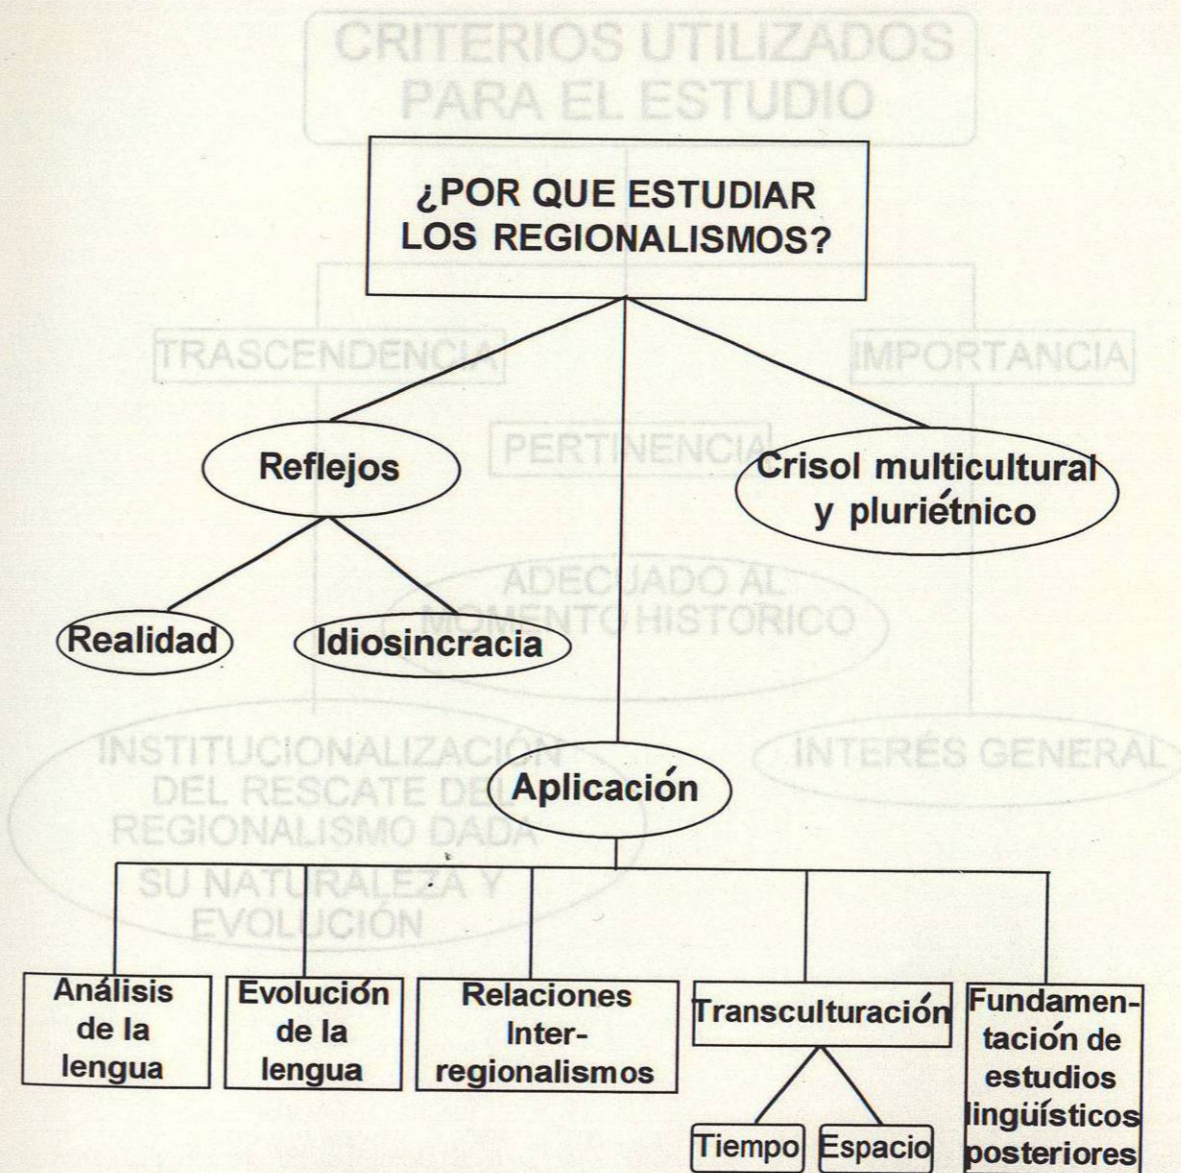 CRITERIOS UTILIZADOS
PARA EL ESTUDIO
¿POR QUE ESTUDIAR
LOS REGIONALISMOS?
TRASCENDENCIA
IMPORTANCIA
PERTINENCIA
Reflejos
Crisol multicultural
y pluriétnico
ADECUADO AL
MOMENTO HISTORICO
Realidad
Idiosincracia
INSTITUCIONALIZACIÓN
DEL RESCATE DEL
REGIONALISMO DADA
SU NATURALEZA Y
EVOLUCIÓN
INTERÉS GENERAL
Aplicación
Análisis
de la
lengua
Evolución
de la
lengua
Relaciones
Inter-
regionalismos
Transculturación
Tiempo
Espacio
Fundamen-
tación de
estudios
lingüísticos
posteriores